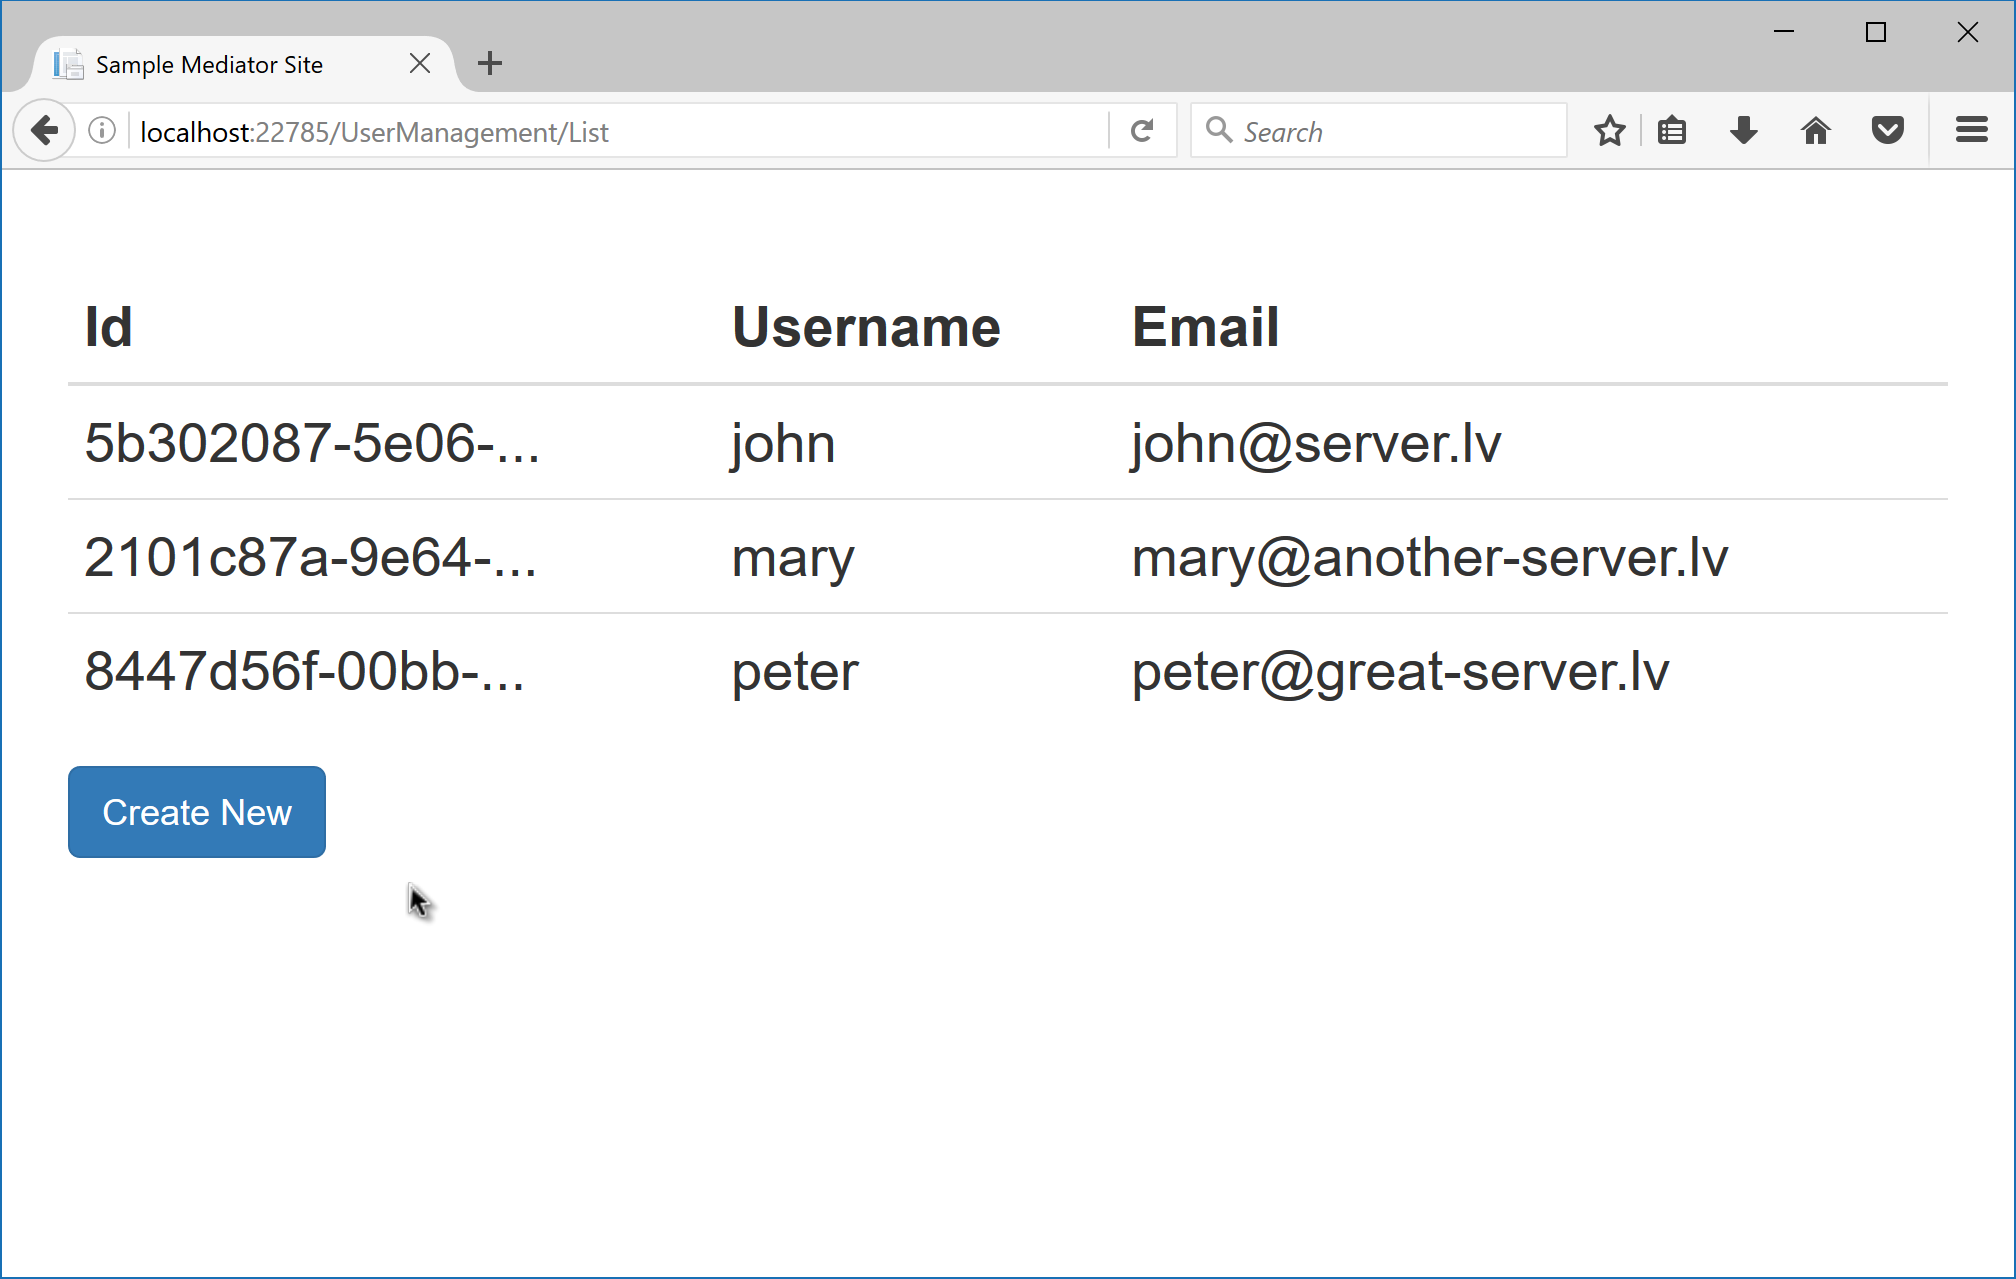 Sample Mediator Site
localhost:22785/UserManagement/List
Search
Id Username Email
5b302087-5e06-... john john@server.lv
2101c87a-9e64-... mary mary@another-server.lv
8447d56f-00bb-... peter peter@great-server.lv
Create New